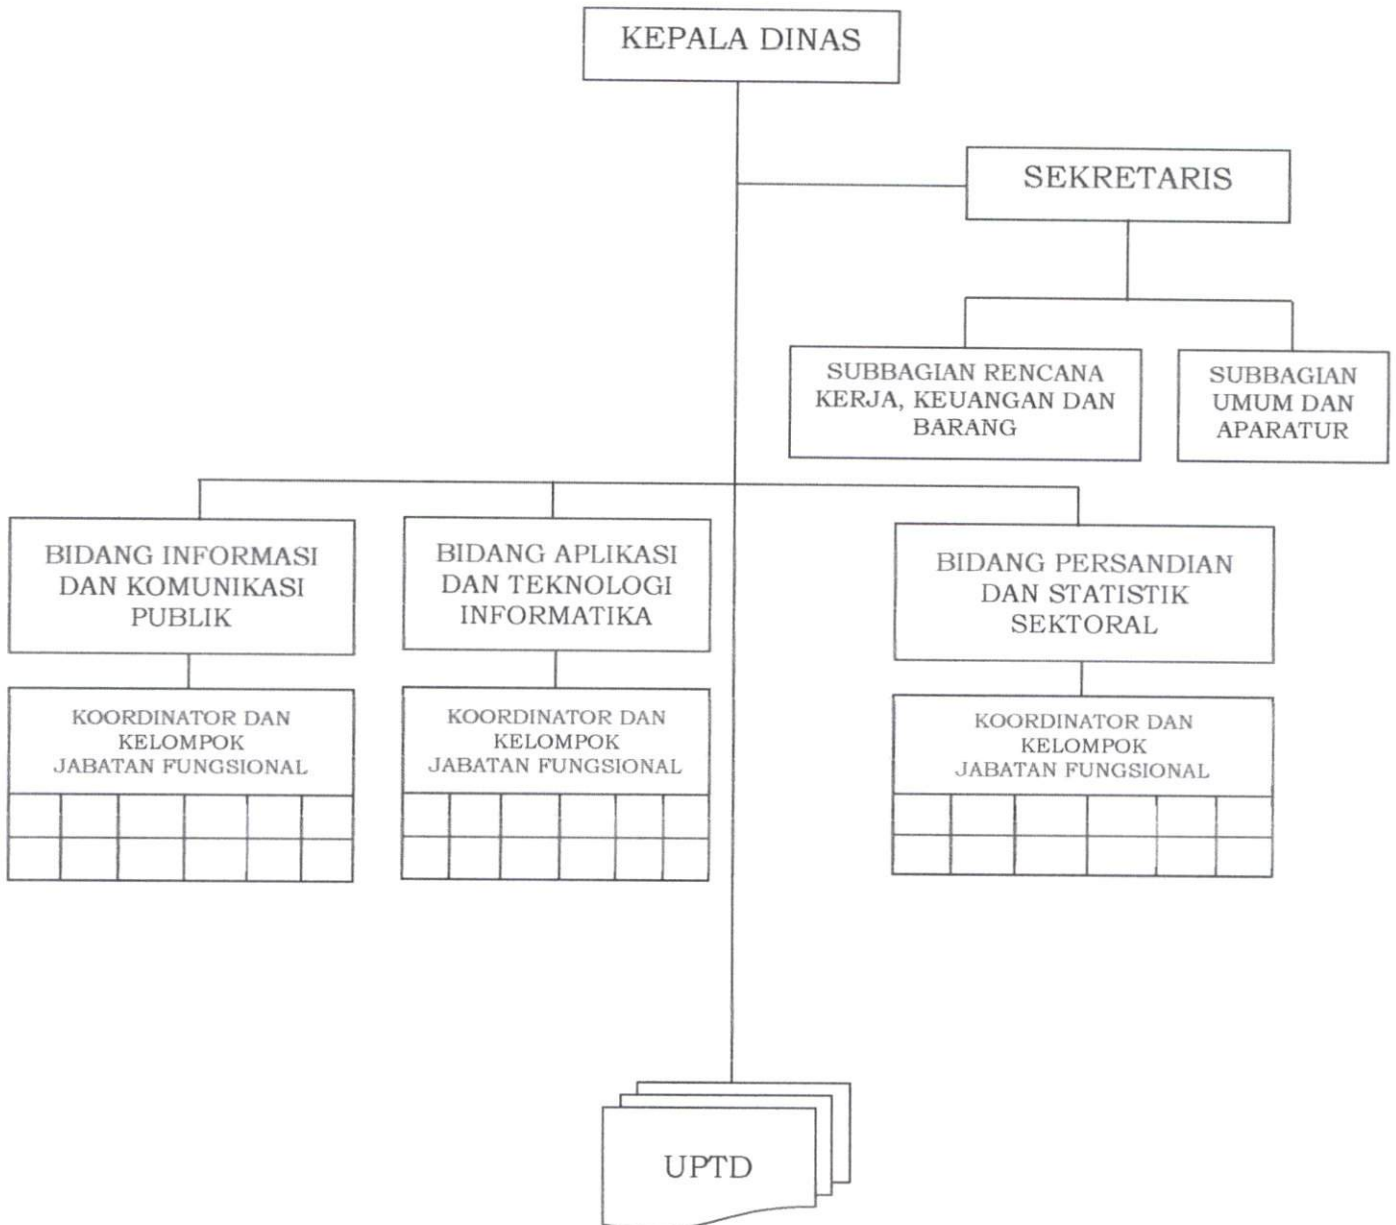 KEPALA DINAS
SEKRETARIS
SUBBAGIAN RENCANA
KERJA, KEUANGAN DAN
BARANG
SUBBAGIAN
UMUM DAN
APARATUR
BIDANG INFORMASI
DAN KOMUNIKASI
PUBLIK
BIDANG APLIKASI
DAN TEKNOLOGI
INFORMATIKA
BIDANG PERSANDIAN
DAN STATISTIK
SEKTORAL
KOORDINATOR DAN
KELOMPOK
JABATAN FUNGSIONAL
KOORDINATOR DAN
KELOMPOK
JABATAN FUNGSIONAL
KOORDINATOR DAN
KELOMPOK
JABATAN FUNGSIONAL
UPTD